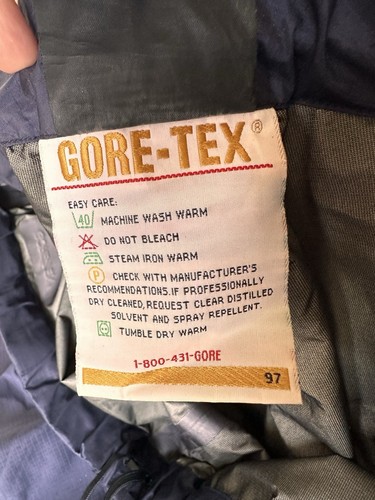 GORE-TEX®
EASY CARE:
40 MACHINE WASH WARM
DO NOT BLEACH
STEAM IRON WARM
P CHECK WITH MANUFACTURER'S
RECOMMENDATIONS.IF PROFESSIONALLY
DRY CLEANED,REQUEST CLEAR DISTILLED
SOLVENT AND SPRAY REPELLENT.
TUMBLE DRY WARM
1-800-431-GORE
97